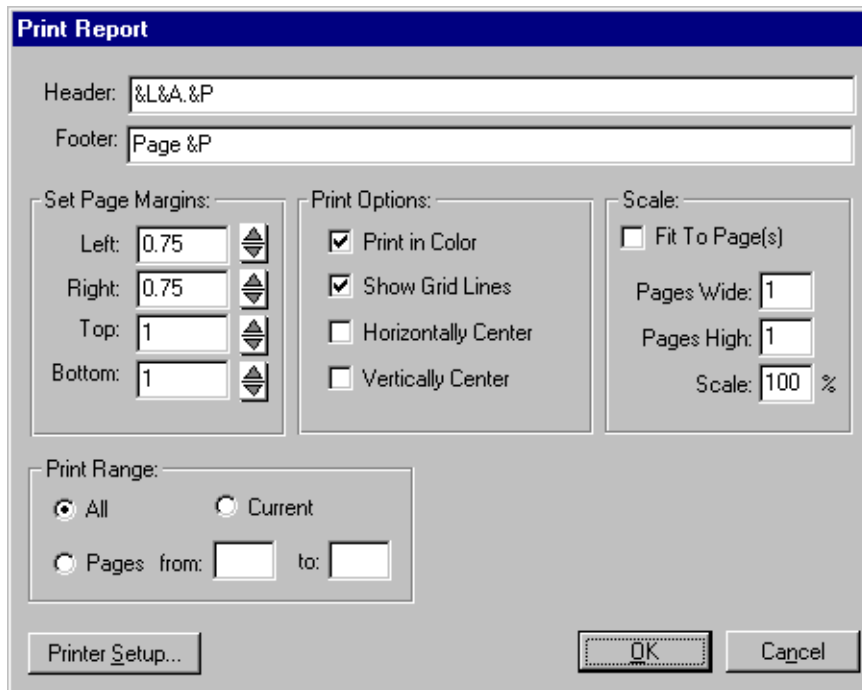 Print Report
Header: &L&A.&P
Footer: Page &P
Set Page Margins:
Left: 0.75
Right: 0.75
Top: 1
Bottom: 1
Print Options:
Print in Color
Show Grid Lines
Horizontally Center
Vertically Center
Scale:
Fit To Page(s)
Pages Wide: 1
Pages High: 1
Scale: 100 %
Print Range:
All Current
Pages from: to:
Printer Setup... OK Cancel